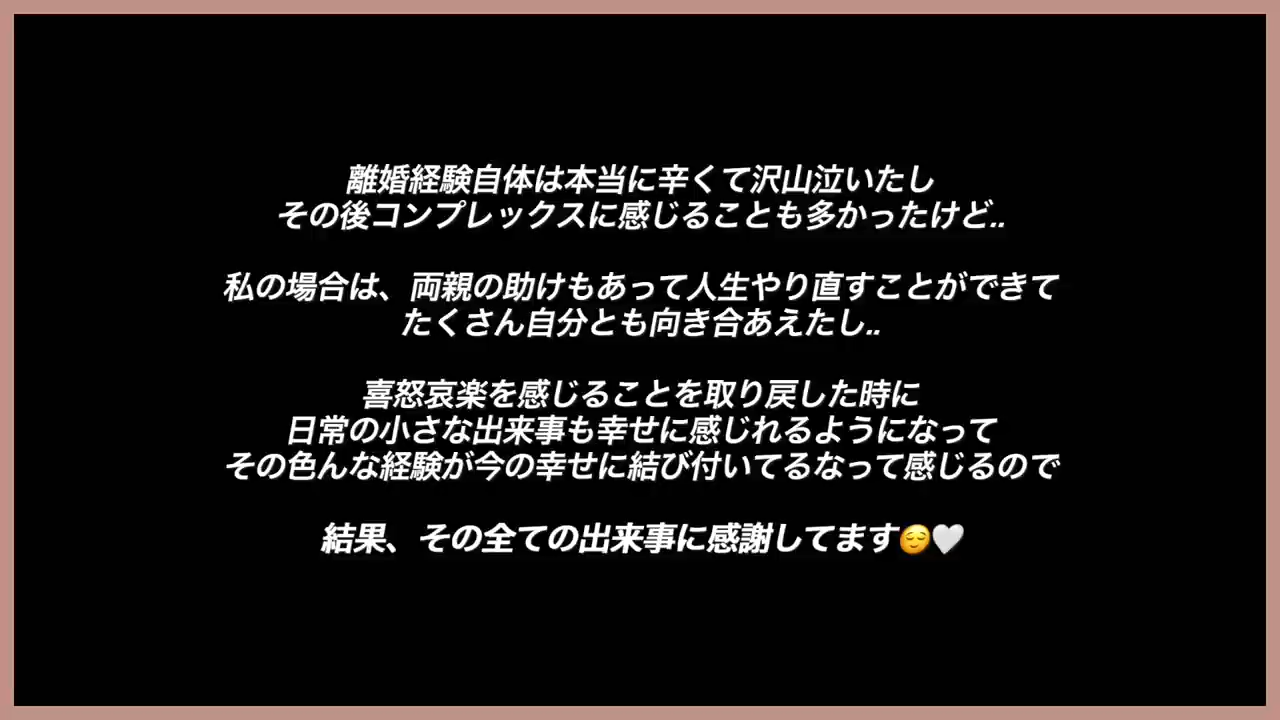 離婚経験自体は本当に辛くて沢山泣いたし
その後コンプレックスに感じることも多かったけど..
私の場合は、両親の助けもあって人生やり直すことができて
たくさん自分とも向き合あえたし..
喜怒哀楽を感じることを取り戻した時に
日常の小さな出来事も幸せに感じれるようになって
その色んな経験が今の幸せに結び付いてるなって感じるので
結果、その全ての出来事に感謝してます😌🤍